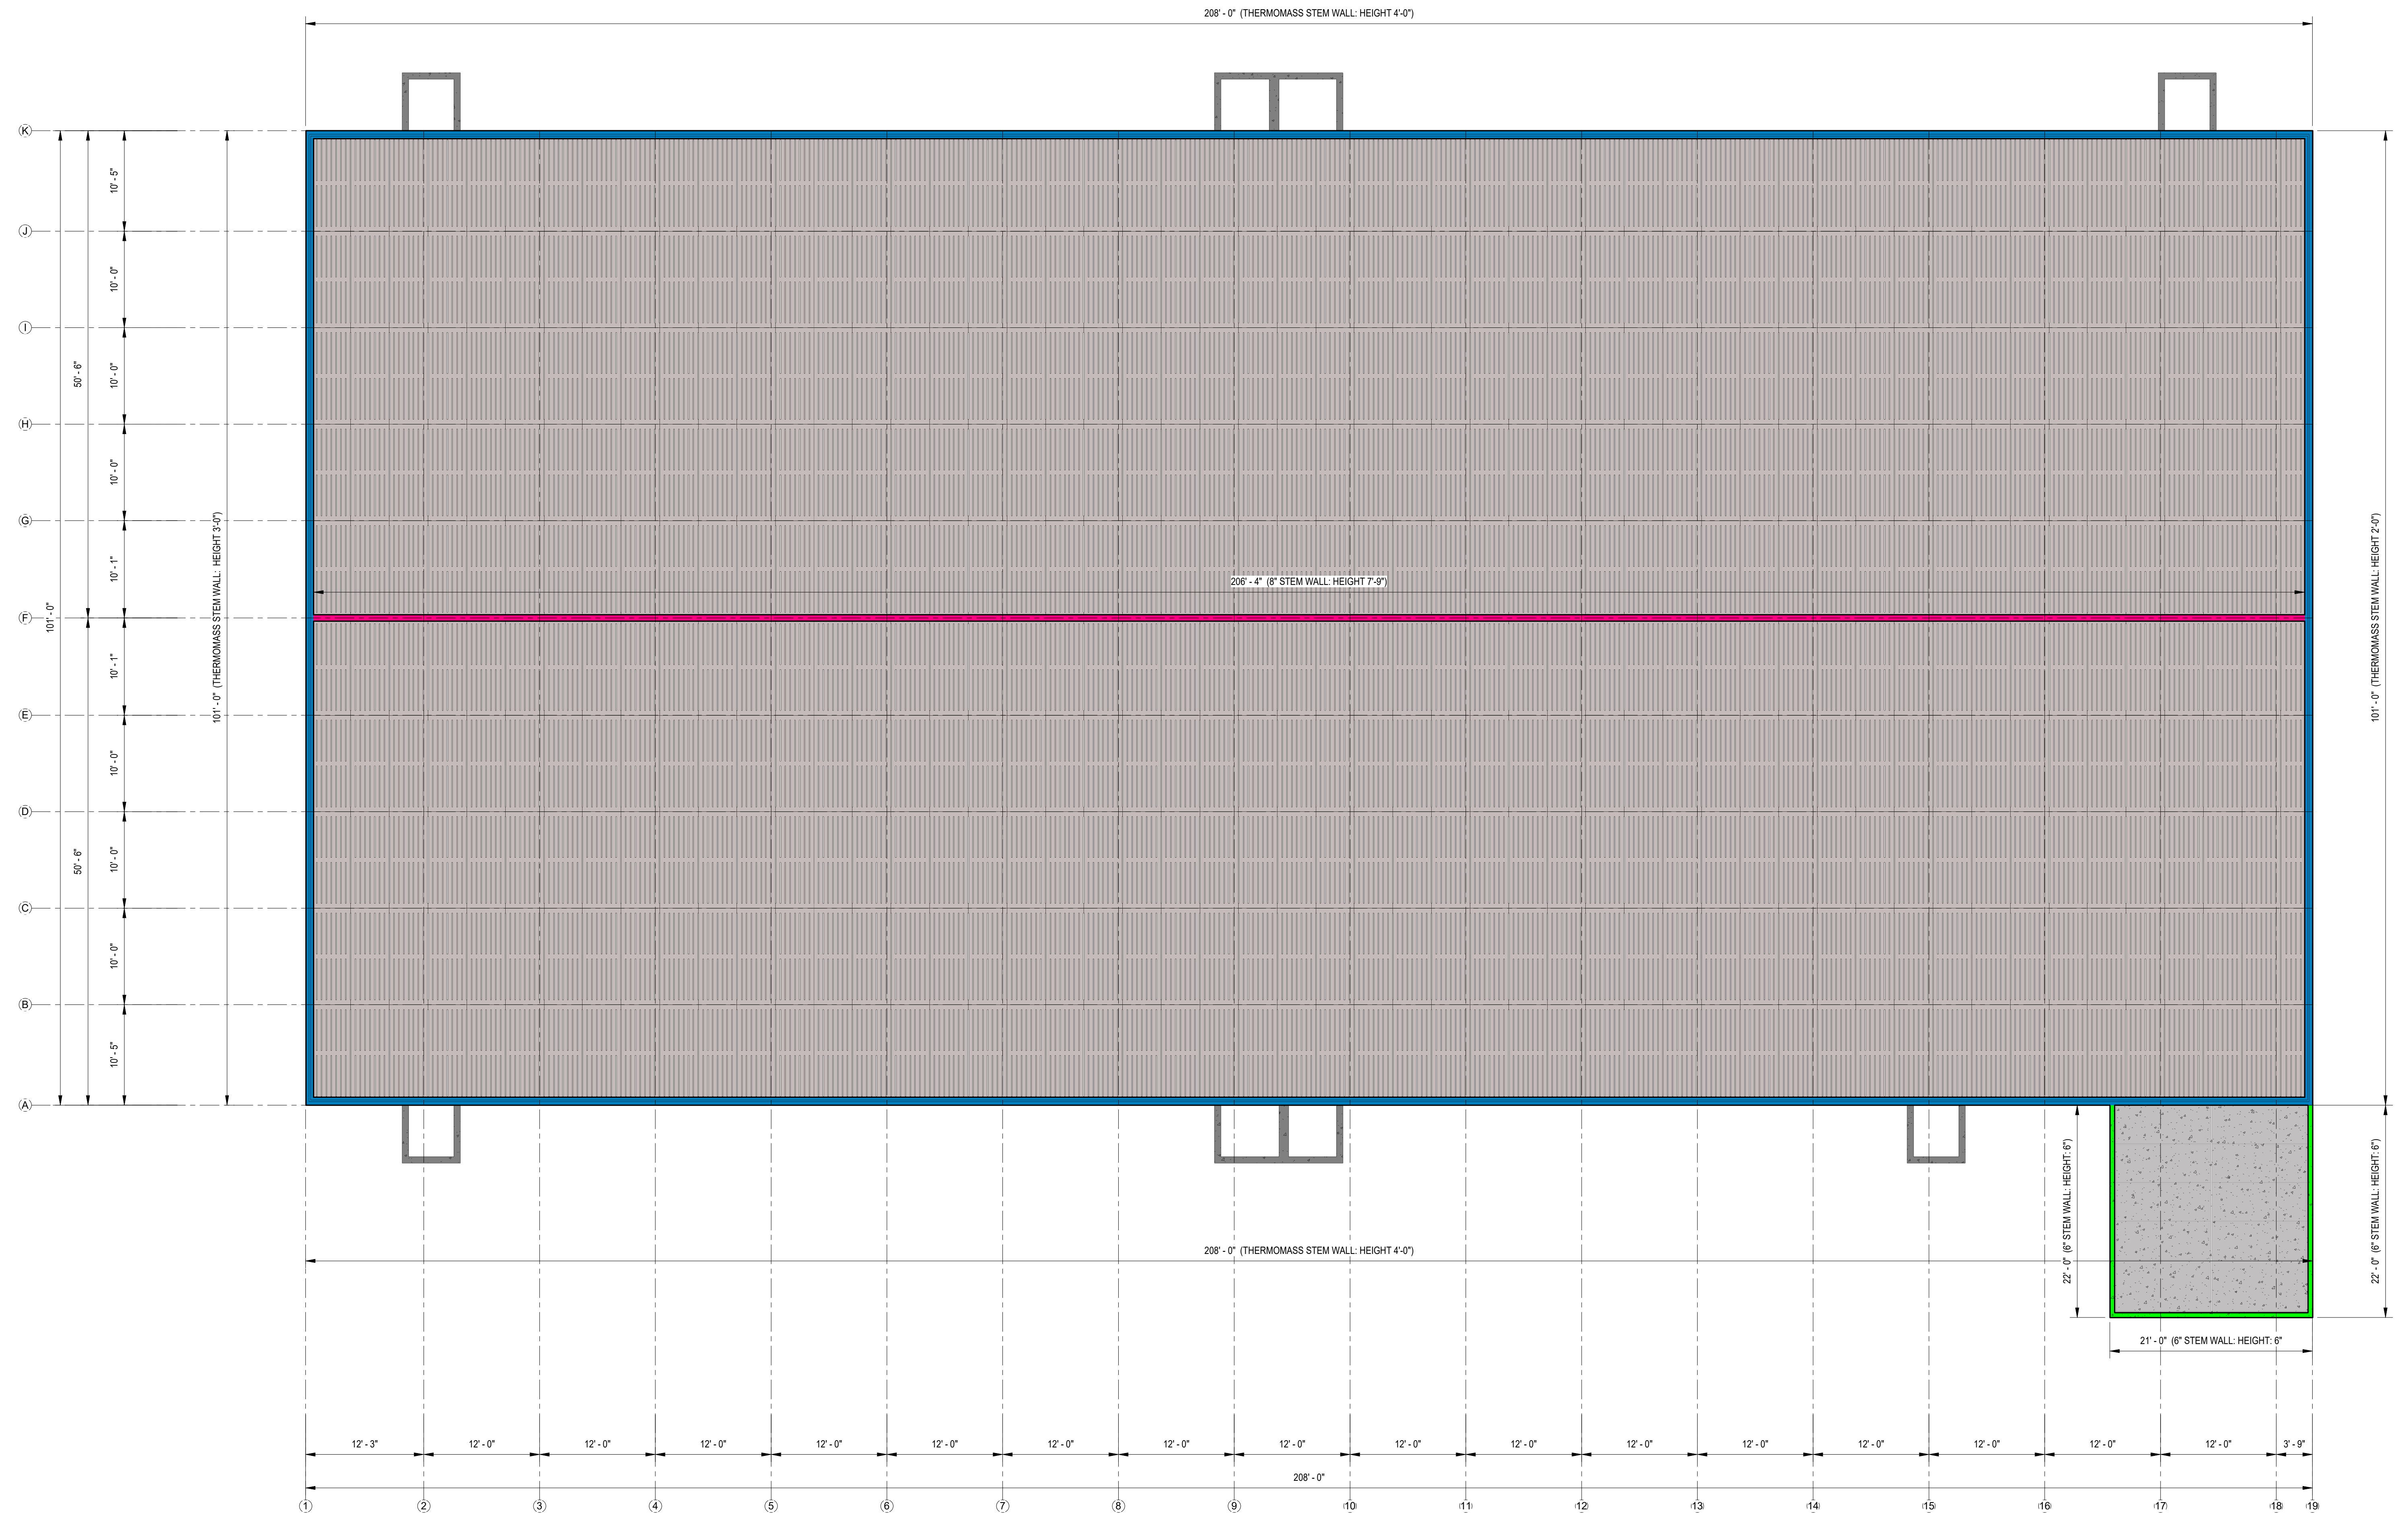 208' - 0" (THERMOMASS STEM WALL: HEIGHT 4'-0")
K
J
I
H
G
F
E
D
C
B
A
10' - 5"
10' - 0"
10' - 0"
10' - 0"
10' - 1"
10' - 1"
10' - 0"
10' - 0"
10' - 0"
10' - 5"
50' - 6"
50' - 6"
101' - 0"
101' - 0" (THERMOMASS STEM WALL: HEIGHT 3'-0")
206' - 4" (8" STEM WALL: HEIGHT 7'-9")
101' - 0" (THERMOMASS STEM WALL: HEIGHT 2'-0")
22' - 0" (6" STEM WALL: HEIGHT: 6")
22' - 0" (6" STEM WALL: HEIGHT: 6")
208' - 0" (THERMOMASS STEM WALL: HEIGHT 4'-0")
21' - 0" (6" STEM WALL: HEIGHT: 6"
12' - 3" 12' - 0" 12' - 0" 12' - 0" 12' - 0" 12' - 0" 12' - 0" 12' - 0" 12' - 0" 12' - 0" 12' - 0" 12' - 0" 12' - 0" 12' - 0" 12' - 0" 12' - 0" 12' - 0" 3' - 9"
208' - 0"
1 2 3 4 5 6 7 8 9 10 11 12 13 14 15 16 17 18 19